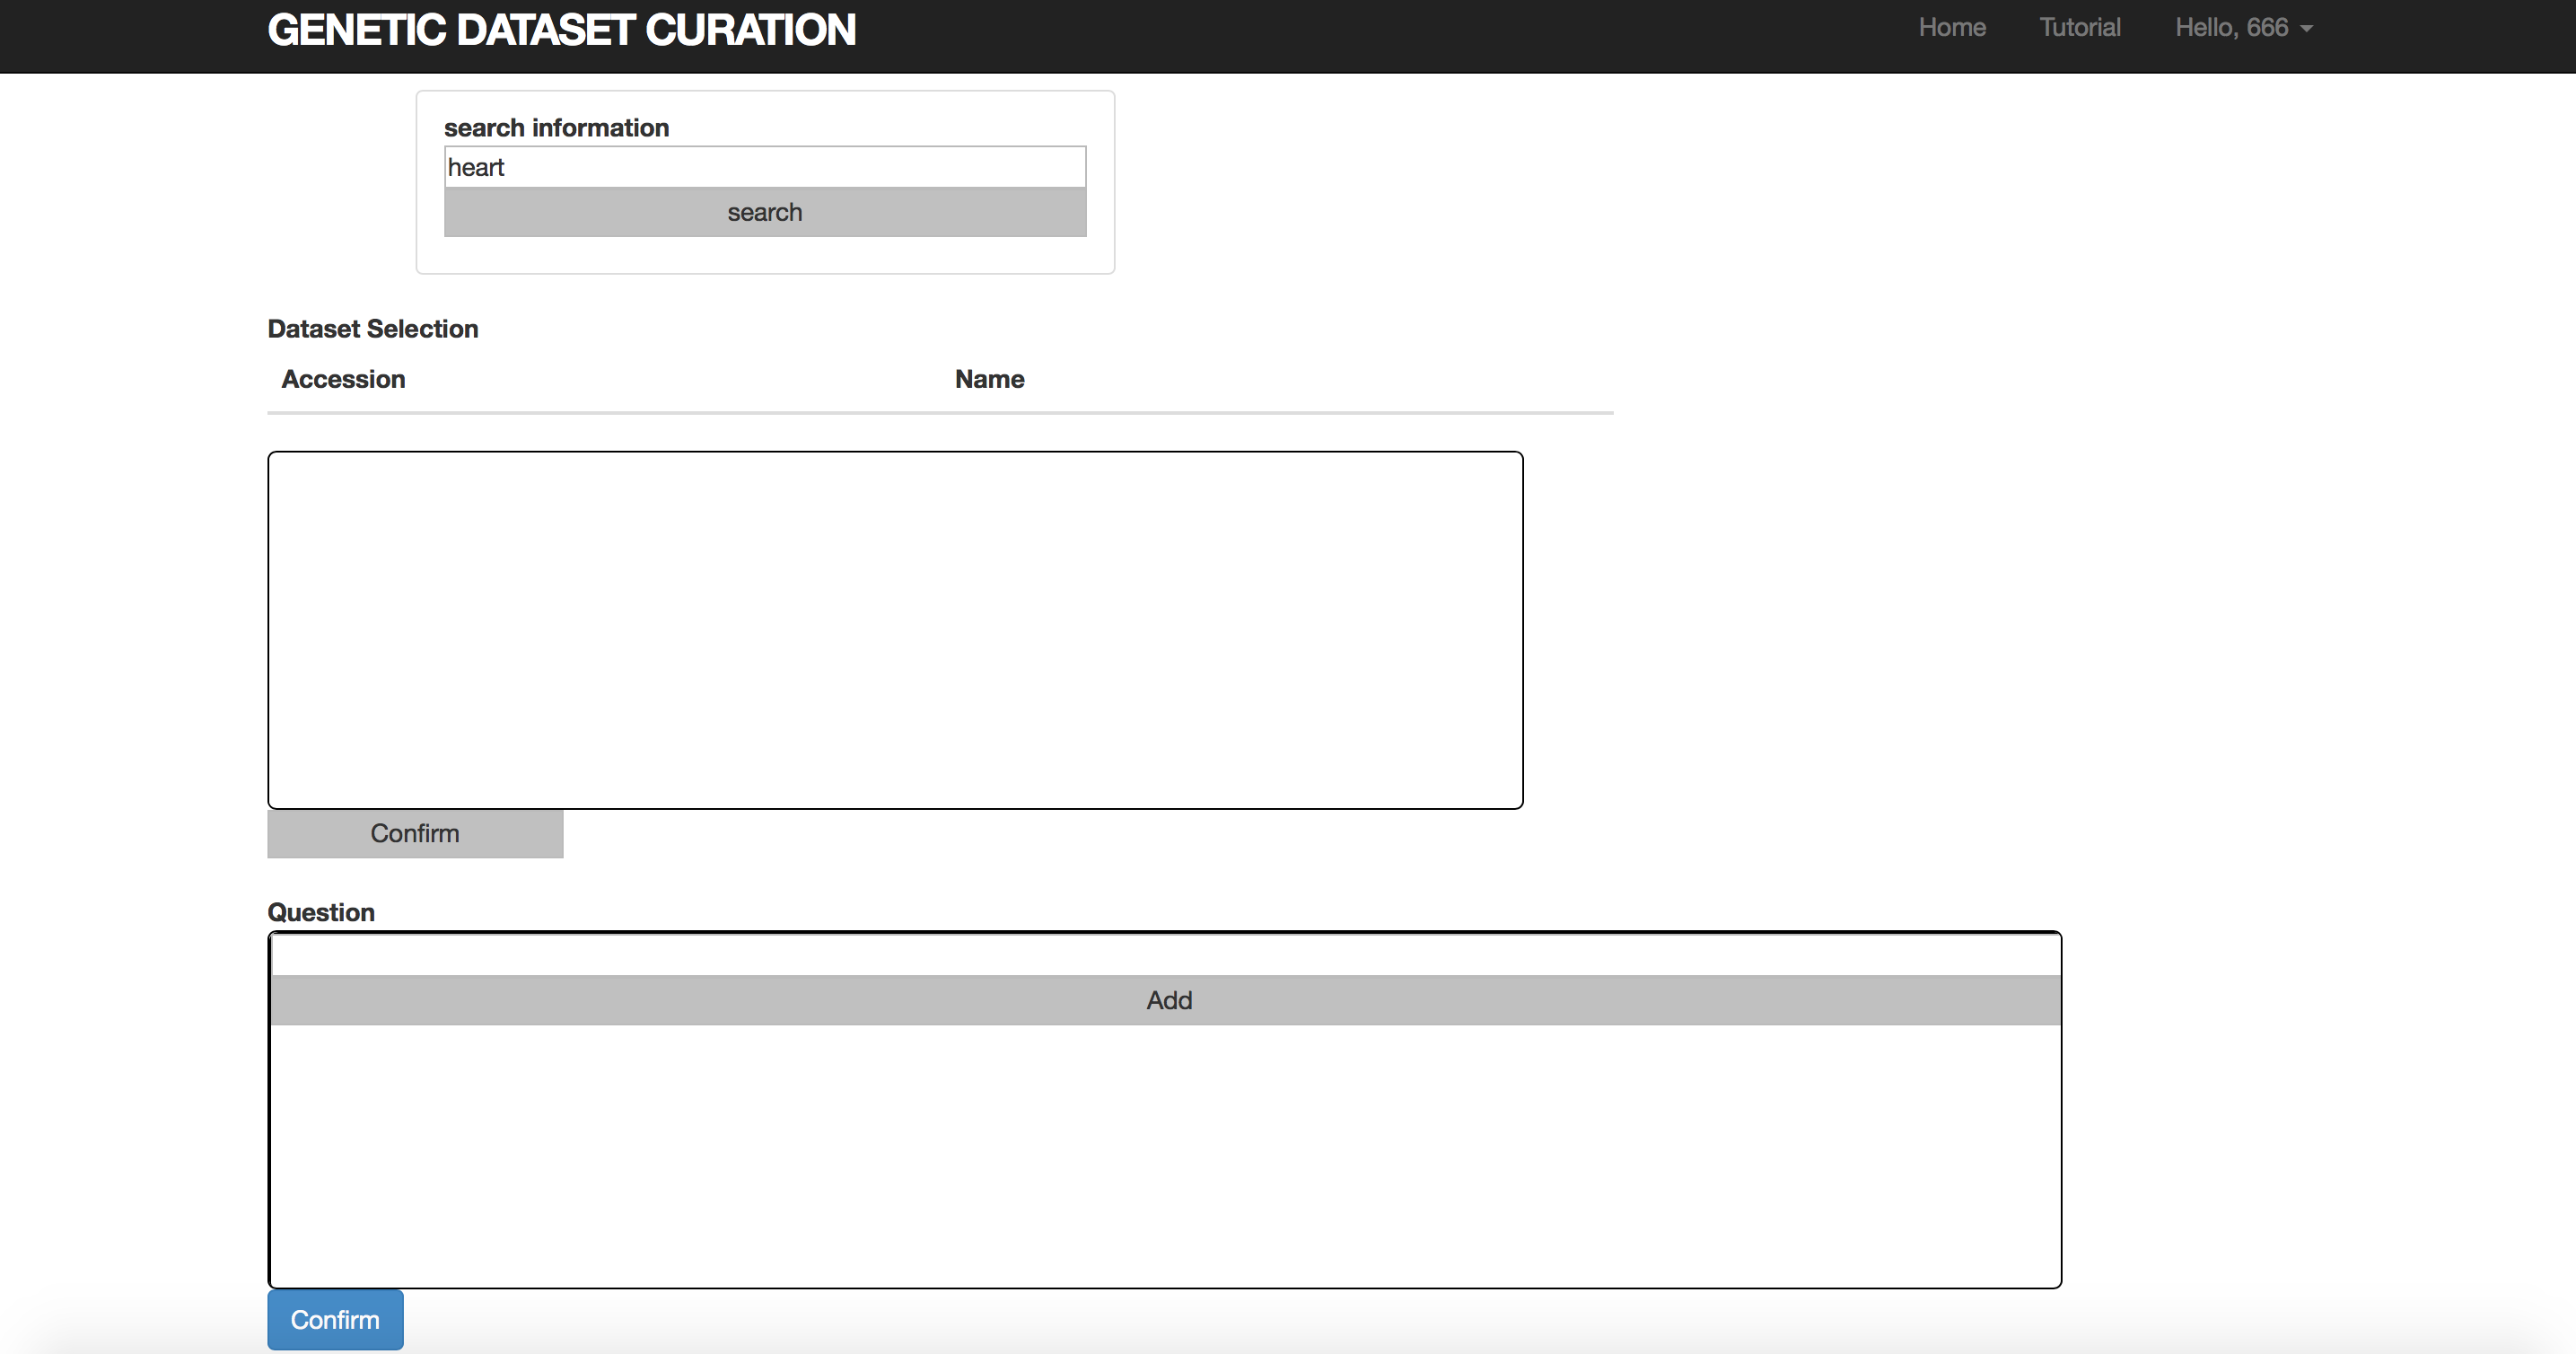 GENETIC DATASET CURATION
Home Tutorial Hello, 666
search information
heart
search
Dataset Selection
Accession Name
Confirm
Question
Add
Confirm